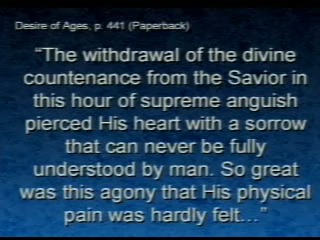 Desire of Ages, p. 441 (Paperback)
“The withdrawal of the divine
countenance from the Savior in
this hour of supreme anguish
pierced His heart with a sorrow
that can never be fully
understood by man. So great
was this agony that His physical
pain was hardly felt…”